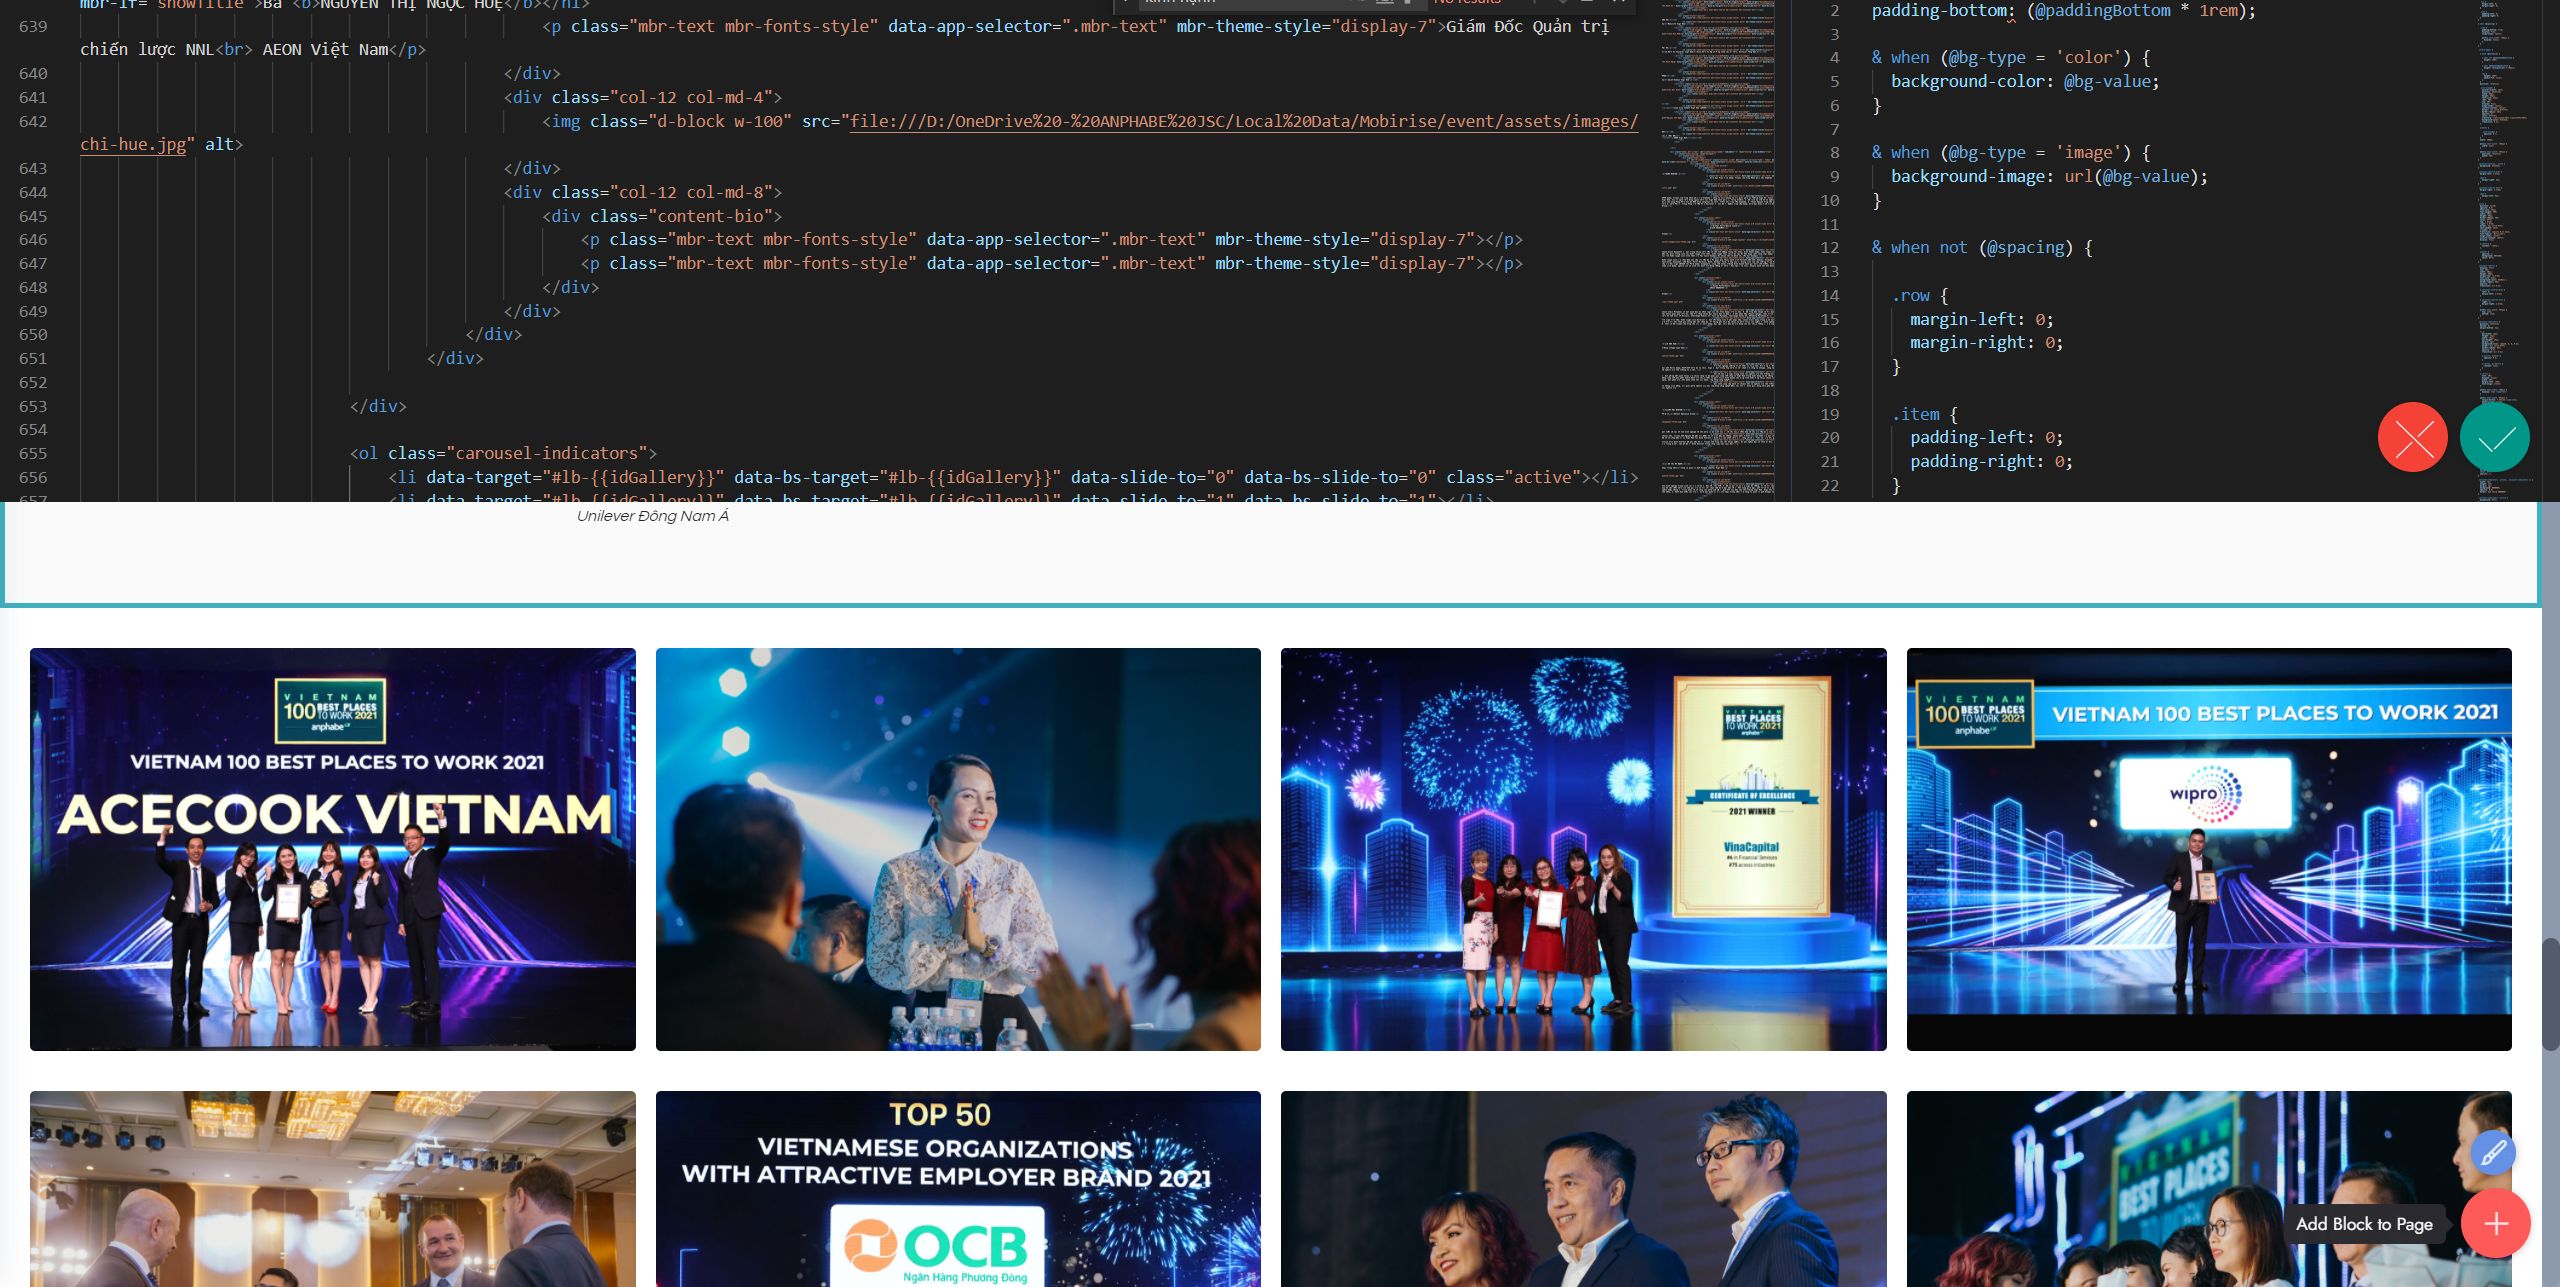 mbr-if="showTitle">Bà <b>NGUYỄN THỊ NGỌC HUỆ</b></h1>
639 <p class="mbr-text mbr-fonts-style" data-app-selector=".mbr-text" mbr-theme-style="display-7">Giám Đốc Quản trị
chiến lược NNL<br> AEON Việt Nam</p>
640 </div>
641 <div class="col-12 col-md-4">
642 <img class="d-block w-100" src="file:///D:/OneDrive%20-%20ANPHABE%20JSC/Local%20Data/Mobirise/event/assets/images/
chi-hue.jpg" alt>
643 </div>
644 <div class="col-12 col-md-8">
645 <div class="content-bio">
646 <p class="mbr-text mbr-fonts-style" data-app-selector=".mbr-text" mbr-theme-style="display-7"></p>
647 <p class="mbr-text mbr-fonts-style" data-app-selector=".mbr-text" mbr-theme-style="display-7"></p>
648 </div>
649 </div>
650 </div>
651 </div>
652
653 </div>
654
655 <ol class="carousel-indicators">
656 <li data-target="#lb-{{idGallery}}" data-bs-target="#lb-{{idGallery}}" data-slide-to="0" data-bs-slide-to="0" class="active"></li>
657 <li data-target="#lb-{{idGallery}}" data-bs-target="#lb-{{idGallery}}" data-slide-to="1" data-bs-slide-to="1"></li>
No results
2 padding-bottom: (@paddingBottom * 1rem);
3
4 & when (@bg-type = 'color') {
5 background-color: @bg-value;
6 }
7
8 & when (@bg-type = 'image') {
9 background-image: url(@bg-value);
10 }
11
12 & when not (@spacing) {
13
14 .row {
15 margin-left: 0;
16 margin-right: 0;
17 }
18
19 .item {
20 padding-left: 0;
21 padding-right: 0;
22 }
Unilever Đông Nam Á
VIETNAM
100 BEST PLACES
TO WORK 2021
anphabe
VIETNAM 100 BEST PLACES TO WORK 2021
ACECOOK VIETNAM
VIETNAM
BEST PLACES
TO WORK 2021
anphabe
CERTIFICATE OF EXCELLENCE
2021 WINNER
VinaCapital
#6 in Financial Services
#75 across industries
VIETNAM
100 BEST PLACES
TO WORK 2021
anphabe
VIETNAM 100 BEST PLACES TO WORK 2021
wipro
TOP 50
VIETNAMESE ORGANIZATIONS
WITH ATTRACTIVE EMPLOYER BRAND 2021
OCB
Ngân Hàng Phương Đông
VIETNAM
BEST PLACES
Add Block to Page